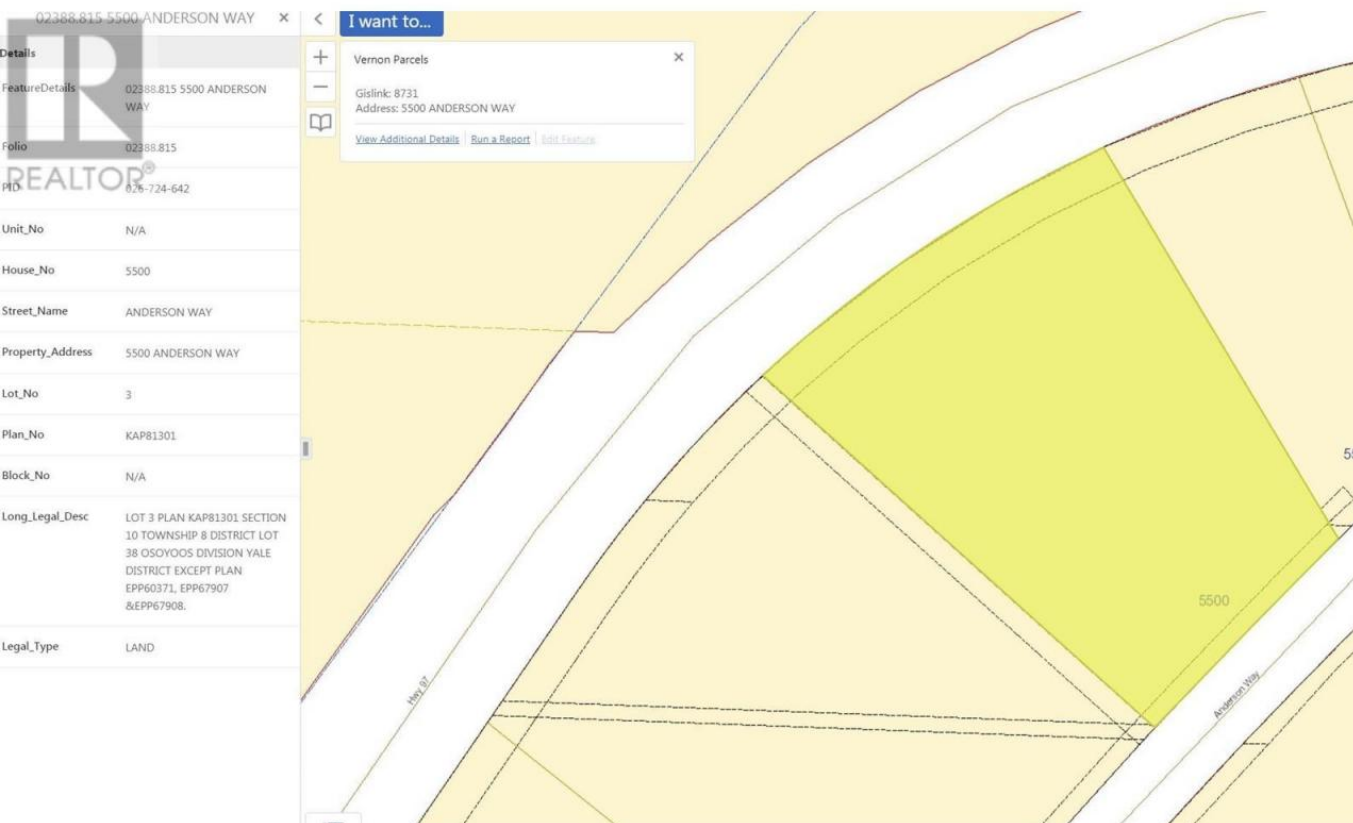 02388.815 5500 ANDERSON WAY
Details
FeatureDetails 02388.815 5500 ANDERSON
WAY
Folio 02388.815
REALTOR®
PID 026-724-642
Unit_No N/A
House_No 5500
Street_Name ANDERSON WAY
Property_Address 5500 ANDERSON WAY
Lot_No 3
Plan_No KAP81301
Block_No N/A
Long_Legal_Desc LOT 3 PLAN KAP81301 SECTION
10 TOWNSHIP 8 DISTRICT LOT
38 OSOYOOS DIVISION YALE
DISTRICT EXCEPT PLAN
EPP60371, EPP67907
&EPP67908.
Legal_Type LAND
I want to...
Vernon Parcels
Gislink: 8731
Address: 5500 ANDERSON WAY
View Additional Details Run a Report Edit Feature
5500
Hwy 97
Anderson Way